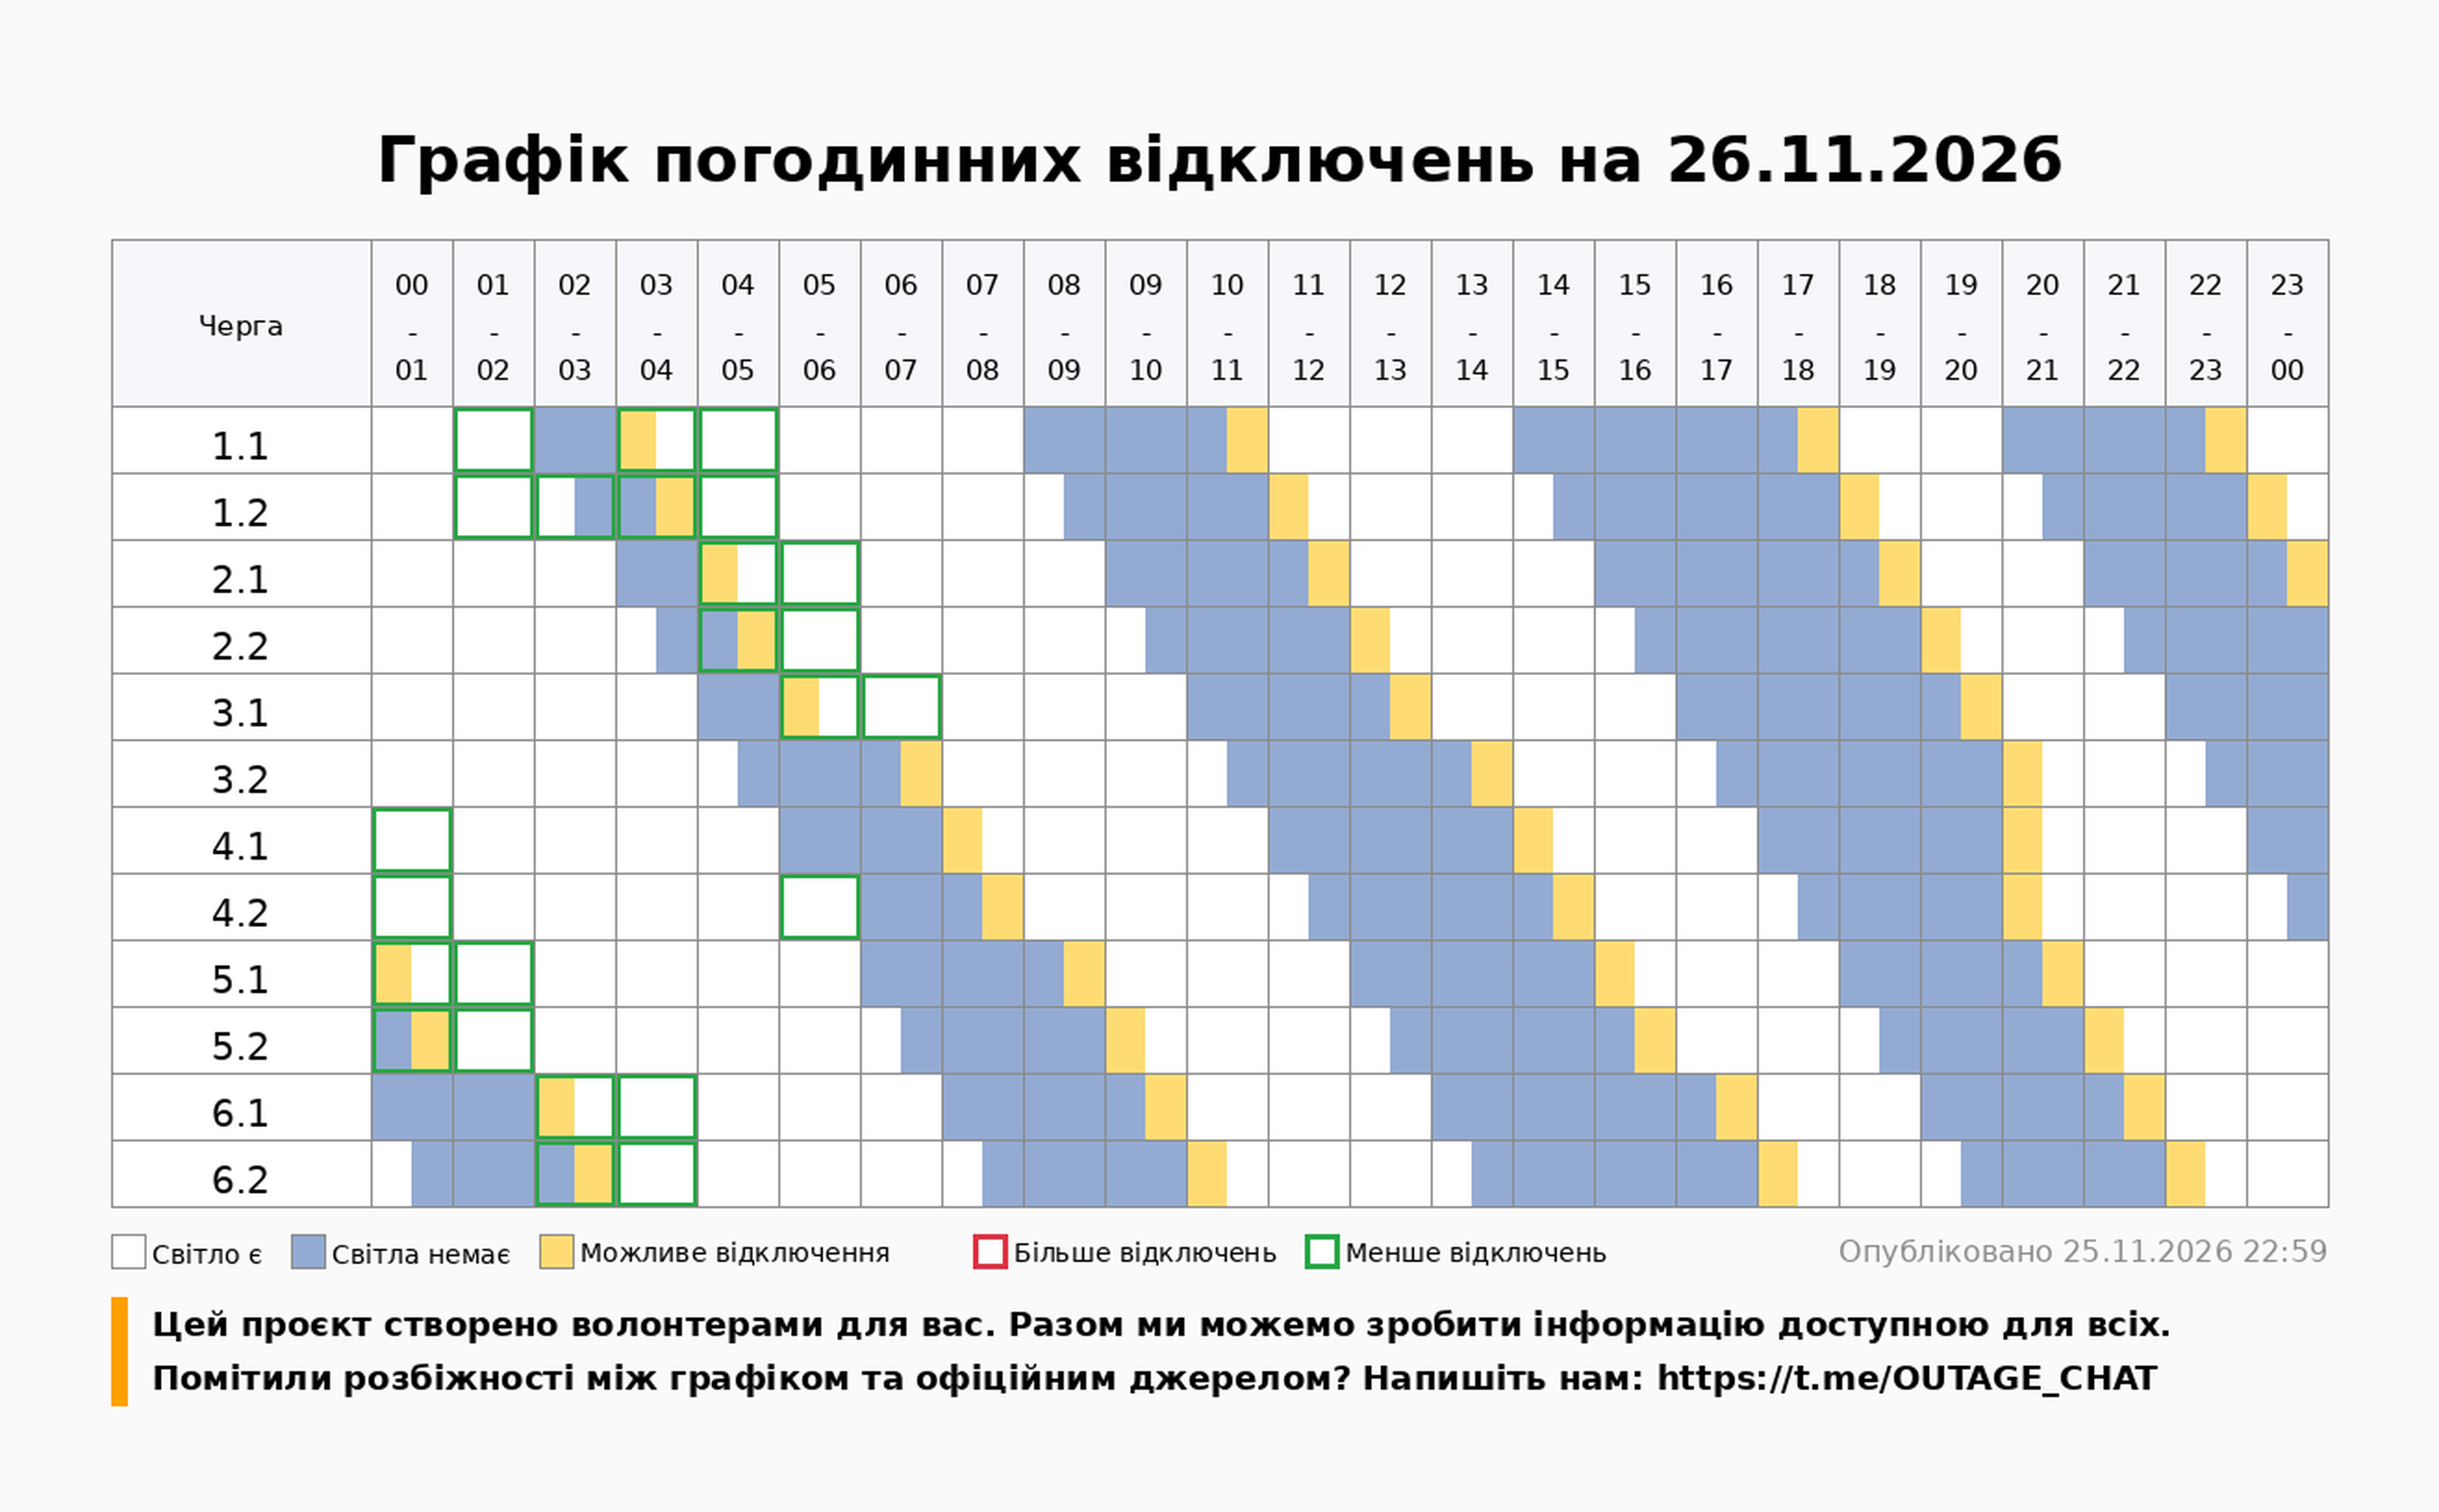 Графік погодинних відключень на 26.11.2026
Черга
00 - 01
01 - 02
02 - 03
03 - 04
04 - 05
05 - 06
06 - 07
07 - 08
08 - 09
09 - 10
10 - 11
11 - 12
12 - 13
13 - 14
14 - 15
15 - 16
16 - 17
17 - 18
18 - 19
19 - 20
20 - 21
21 - 22
22 - 23
23 - 00
1.1
1.2
2.1
2.2
3.1
3.2
4.1
4.2
5.1
5.2
6.1
6.2
Світло є Світла немає Можливе відключення Більше відключень Менше відключень Опубліковано 25.11.2026 22:59
Цей проєкт створено волонтерами для вас. Разом ми можемо зробити інформацію доступною для всіх.
Помітили розбіжності між графіком та офіційним джерелом? Напишіть нам: https://t.me/OUTAGE_CHAT